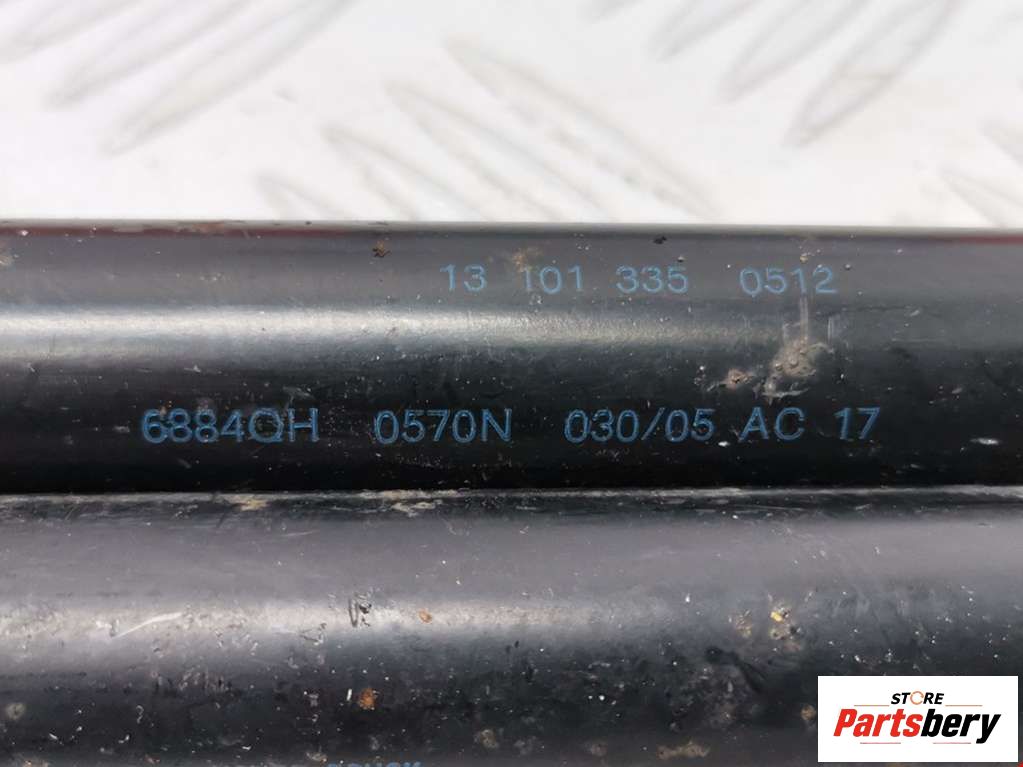 13 101 335 0512
6884QH 0570N 030/05 AC 17
STORE
Partsbery